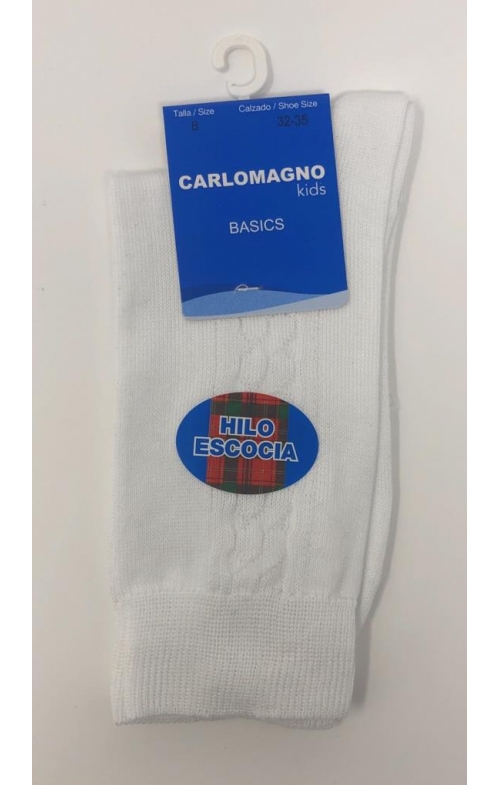 Talla / Size
Calzado / Shoe Size
32-35
CARLOMAGNO
kids
BASICS
HILO
ESCOCIA